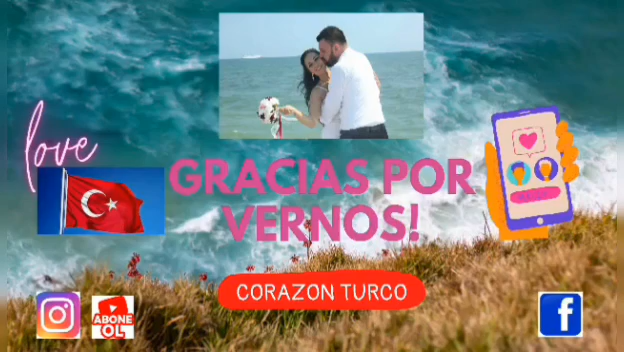 love
GRACIAS POR
VERNOS!
CORAZON TURCO
ABONE
OL